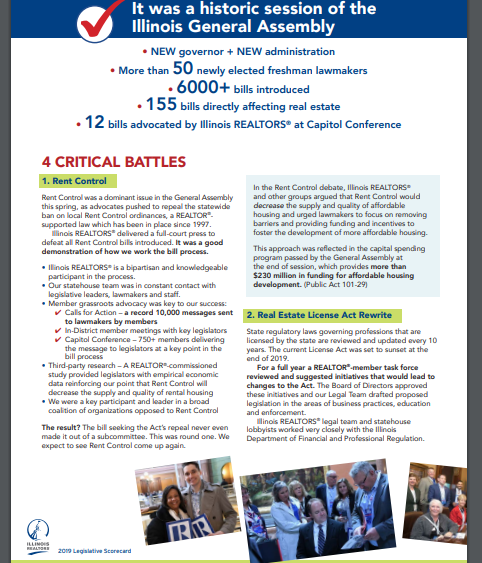 It was a historic session of the
Illinois General Assembly
• NEW governor + NEW administration
• More than 50 newly elected freshman lawmakers
• 6000+ bills introduced
• 155 bills directly affecting real estate
• 12 bills advocated by Illinois REALTORS® at Capitol Conference
4 CRITICAL BATTLES
1. Rent Control
Rent Control was a dominant issue in the General Assembly
this spring, as advocates pushed to repeal the statewide
ban on local Rent Control ordinances, a REALTOR®-
supported law which has been in place since 1997.
Illinois REALTORS® delivered a full-court press to
defeat all Rent Control bills introduced. It was a good
demonstration of how we work the bill process.
• Illinois REALTORS® is a bipartisan and knowledgeable
participant in the process.
• Our statehouse team was in constant contact with
legislative leaders, lawmakers and staff.
• Member grassroots advocacy was key to our success:
✔ Calls for Action – a record 10,000 messages sent
to lawmakers by members
✔ In-District member meetings with key legislators
✔ Capitol Conference – 750+ members delivering
the message to legislators at a key point in the
bill process
• Third-party research – A REALTOR®-commissioned
study provided legislators with empirical economic
data reinforcing our point that Rent Control will
decrease the supply and quality of rental housing
• We were a key participant and leader in a broad
coalition of organizations opposed to Rent Control
The result? The bill seeking the Act's repeal never even
made it out of a subcommittee. This was round one. We
expect to see Rent Control come up again.
In the Rent Control debate, Illinois REALTORS®
and other groups argued that Rent Control would
decrease the supply and quality of affordable
housing and urged lawmakers to focus on removing
barriers and providing funding and incentives to
foster the development of more affordable housing.
This approach was reflected in the capital spending
program passed by the General Assembly at
the end of session, which provides more than
$230 million in funding for affordable housing
development. (Public Act 101-29)
2. Real Estate License Act Rewrite
State regulatory laws governing professions that are
licensed by the state are reviewed and updated every 10
years. The current License Act was set to sunset at the
end of 2019.
For a full year a REALTOR®-member task force
reviewed and suggested initiatives that would lead to
changes to the Act. The Board of Directors approved
these initiatives and our Legal Team drafted proposed
legislation in the areas of business practices, education
and enforcement.
Illinois REALTORS® legal team and statehouse
lobbyists worked very closely with the Illinois
Department of Financial and Professional Regulation.
R R
ILLINOIS
REALTORS
2019 Legislative Scorecard